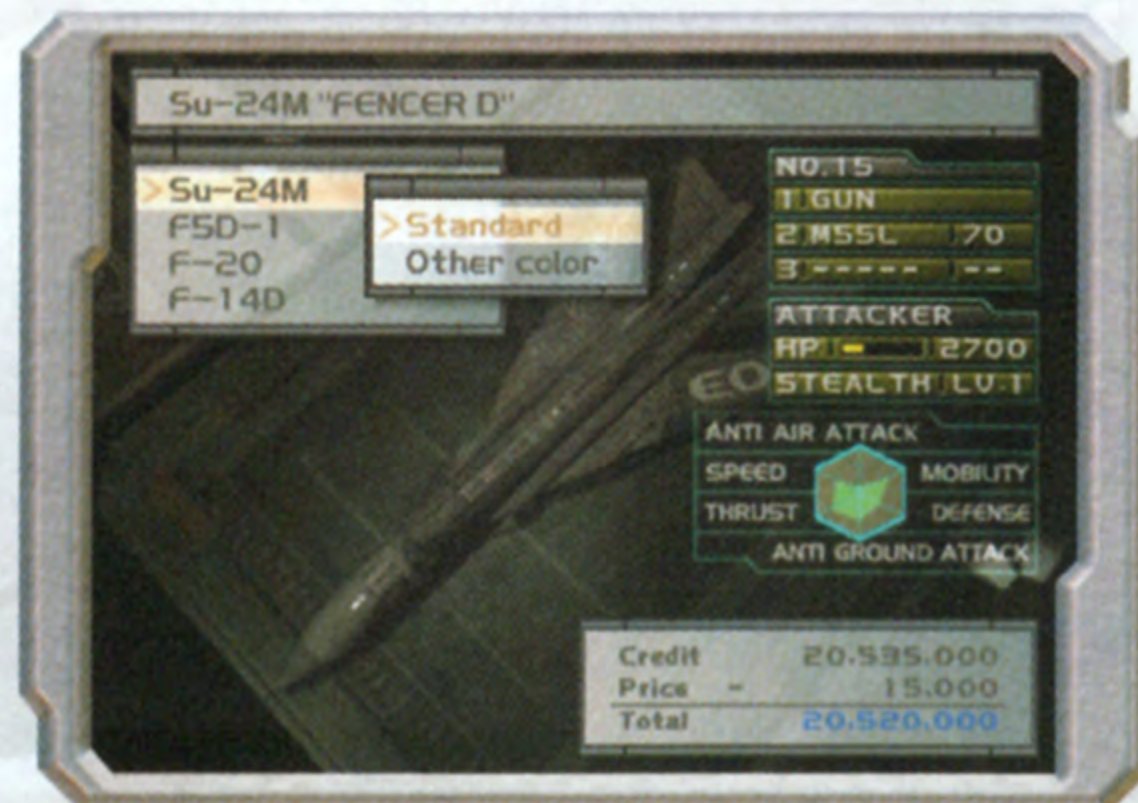 Su-24M "FENCER D"
> Su-24M
F5D-1
F-20
F-14D
> Standard
Other color
NO.15
1 GUN
2 MSSL 70
3 ----- --
ATTACKER
HP 2700
STEALTH LV.1
EO
ANTI AIR ATTACK
SPEED MOBILITY
THRUST DEFENSE
ANTI GROUND ATTACK
Credit 20.535.000
Price - 15.000
Total 20.520.000